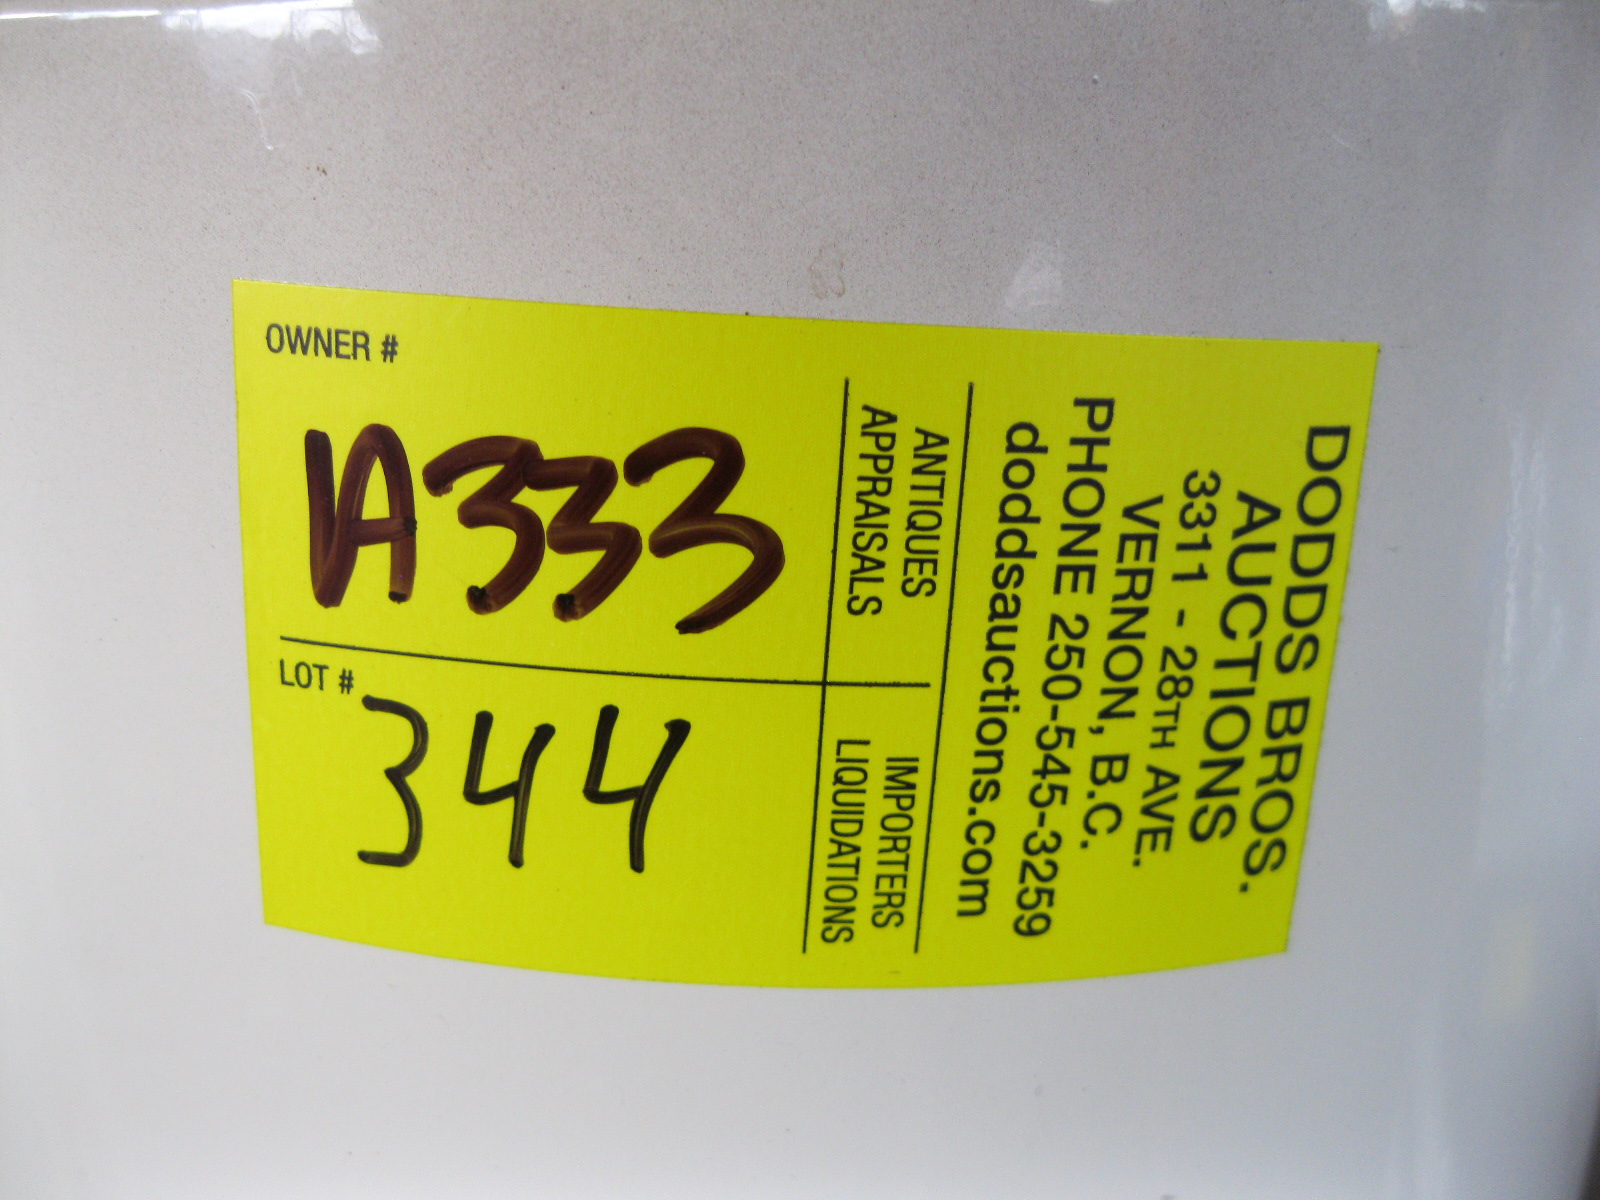 DODDS BROS.
AUCTIONS
3311 - 28TH AVE.
VERNON, B.C.
PHONE 250-545-3259
doddsauctions.com
ANTIQUES
APPRAISALS
IMPORTERS
LIQUIDATIONS
OWNER #
A333
LOT #
344